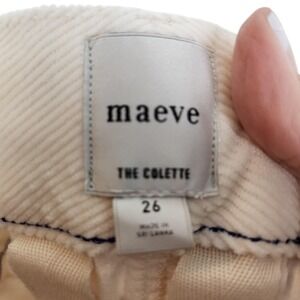 maeve
THE COLETTE
26
MADE IN
SRI LANKA